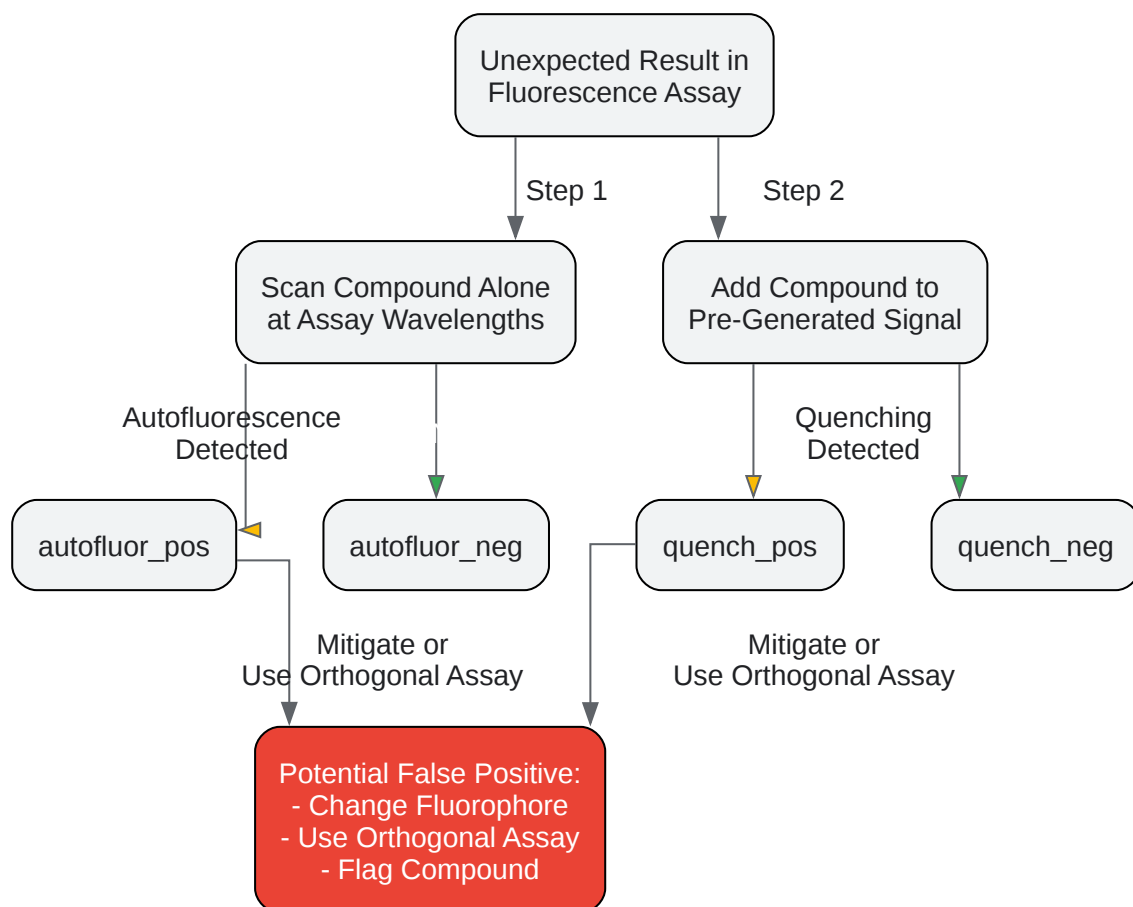 Unexpected Result in
Fluorescence Assay
Step 1
Step 2
Scan Compound Alone
at Assay Wavelengths
Add Compound to
Pre-Generated Signal
Autofluorescence
Detected
Quenching
Detected
autofluor_pos
autofluor_neg
quench_pos
quench_neg
Mitigate or
Use Orthogonal Assay
Mitigate or
Use Orthogonal Assay
Potential False Positive:
- Change Fluorophore
- Use Orthogonal Assay
- Flag Compound